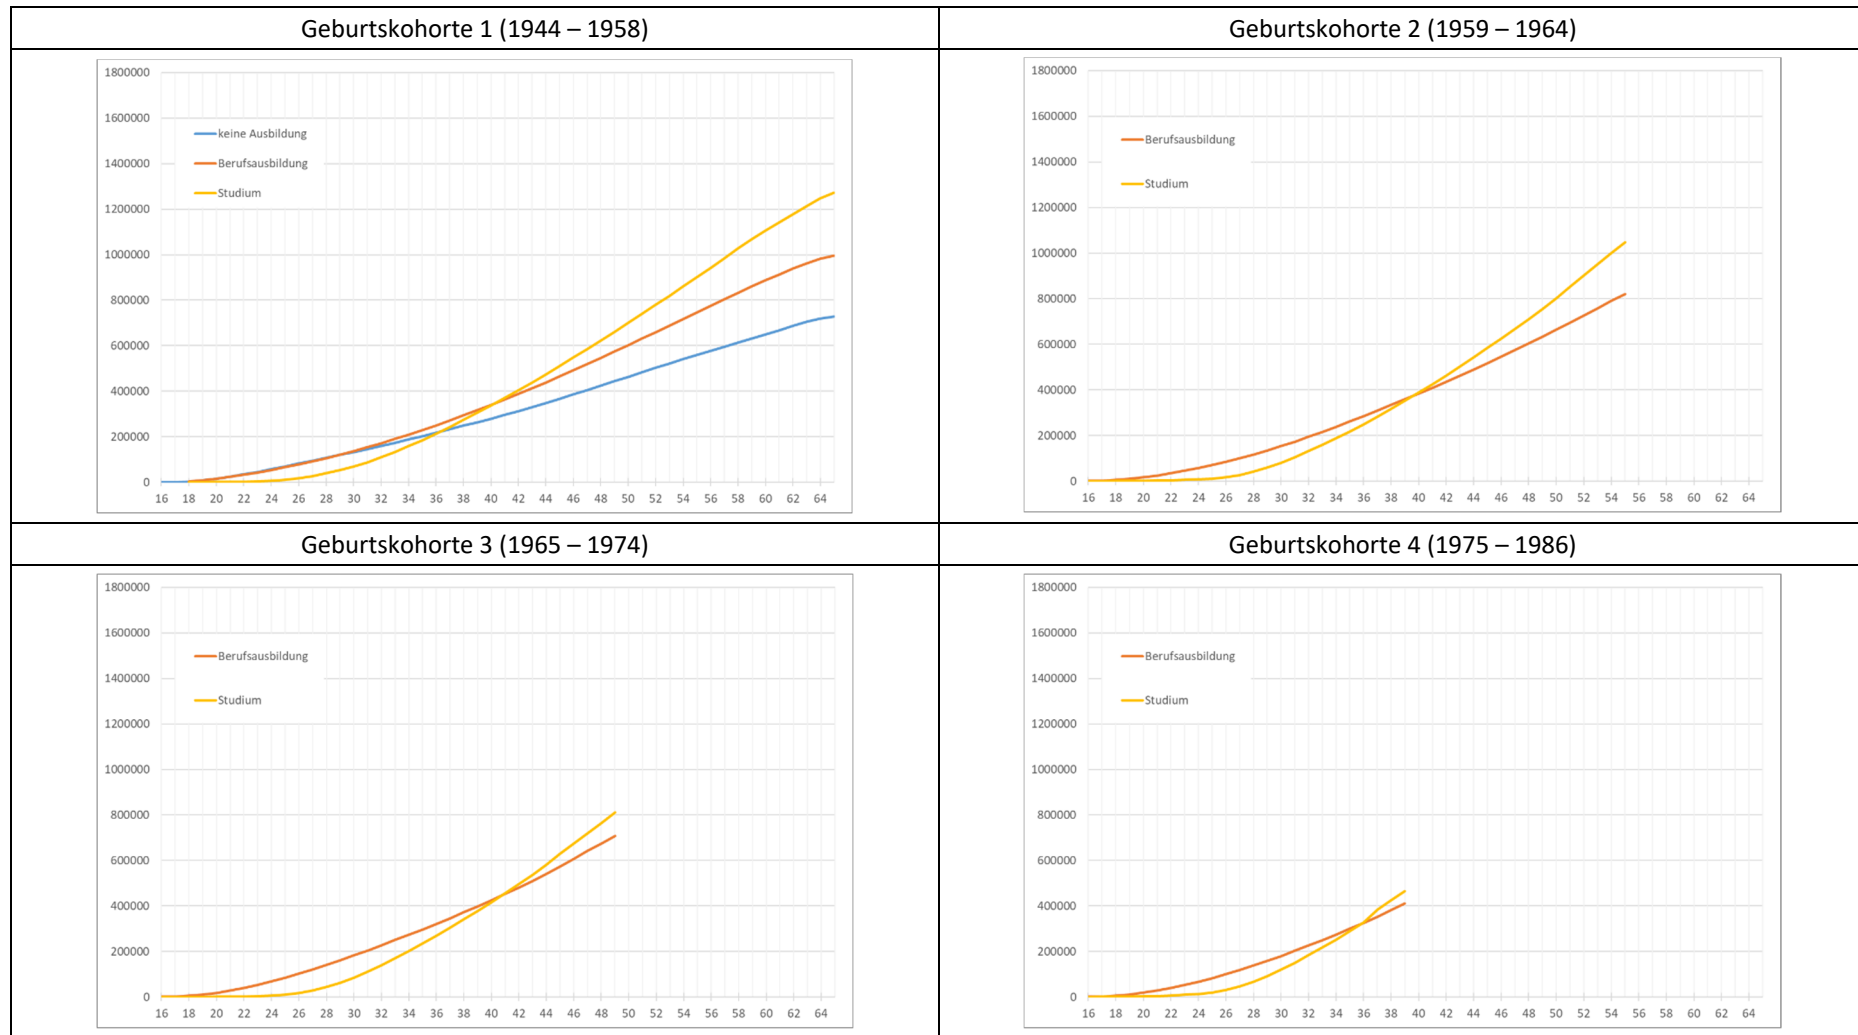 Geburtskohorte 1 (1944 – 1958)
1800000
1600000
1400000
1200000
1000000
800000
600000
400000
200000
0
keine Ausbildung
Berufsausbildung
Studium
16 18 20 22 24 26 28 30 32 34 36 38 40 42 44 46 48 50 52 54 56 58 60 62 64
Geburtskohorte 2 (1959 – 1964)
1800000
1600000
1400000
1200000
1000000
800000
600000
400000
200000
0
Berufsausbildung
Studium
16 18 20 22 24 26 28 30 32 34 36 38 40 42 44 46 48 50 52 54 56 58 60 62 64
Geburtskohorte 3 (1965 – 1974)
1800000
1600000
1400000
1200000
1000000
800000
600000
400000
200000
0
Berufsausbildung
Studium
16 18 20 22 24 26 28 30 32 34 36 38 40 42 44 46 48 50 52 54 56 58 60 62 64
Geburtskohorte 4 (1975 – 1986)
1800000
1600000
1400000
1200000
1000000
800000
600000
400000
200000
0
Berufsausbildung
Studium
16 18 20 22 24 26 28 30 32 34 36 38 40 42 44 46 48 50 52 54 56 58 60 62 64